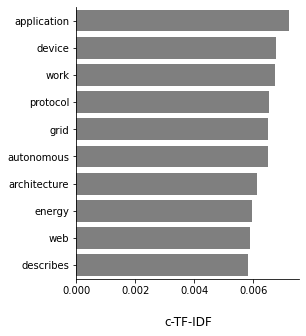 application
device
work
protocol
grid
autonomous
architecture
energy
web
describes
0.000 0.002 0.004 0.006
c-TF-IDF